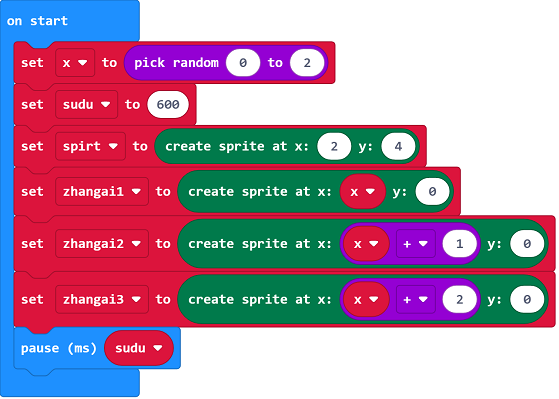 on start
set x to pick random 0 to 2
set sudu to 600
set spirt to create sprite at x: 2 y: 4
set zhangai1 to create sprite at x: x y: 0
set zhangai2 to create sprite at x: x + 1 y: 0
set zhangai3 to create sprite at x: x + 2 y: 0
pause (ms) sudu